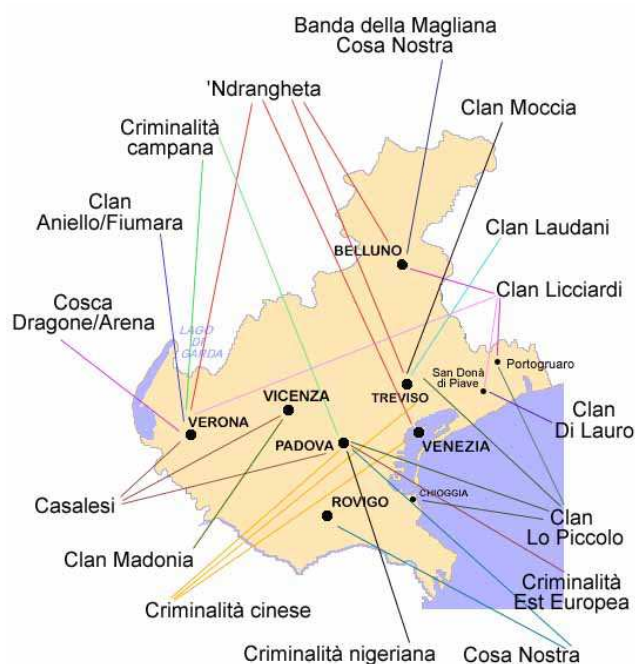 Banda della Magliana
Cosa Nostra
'Ndrangheta
Clan Moccia
Criminalità
campana
Clan
Aniello/Fiumara
Clan Laudani
BELLUNO
Cosca
Dragone/Arena
Clan Licciardi
LAGO
DI
GARDA
Portogruaro
San Donà
di Piave
TREVISO
VICENZA
VERONA
Clan
Di Lauro
PADOVA
VENEZIA
Casalesi
ROVIGO
CHIOGGIA
Clan
Lo Piccolo
Clan Madonia
Criminalità
Est Europea
Criminalità cinese
Criminalità nigeriana
Cosa Nostra